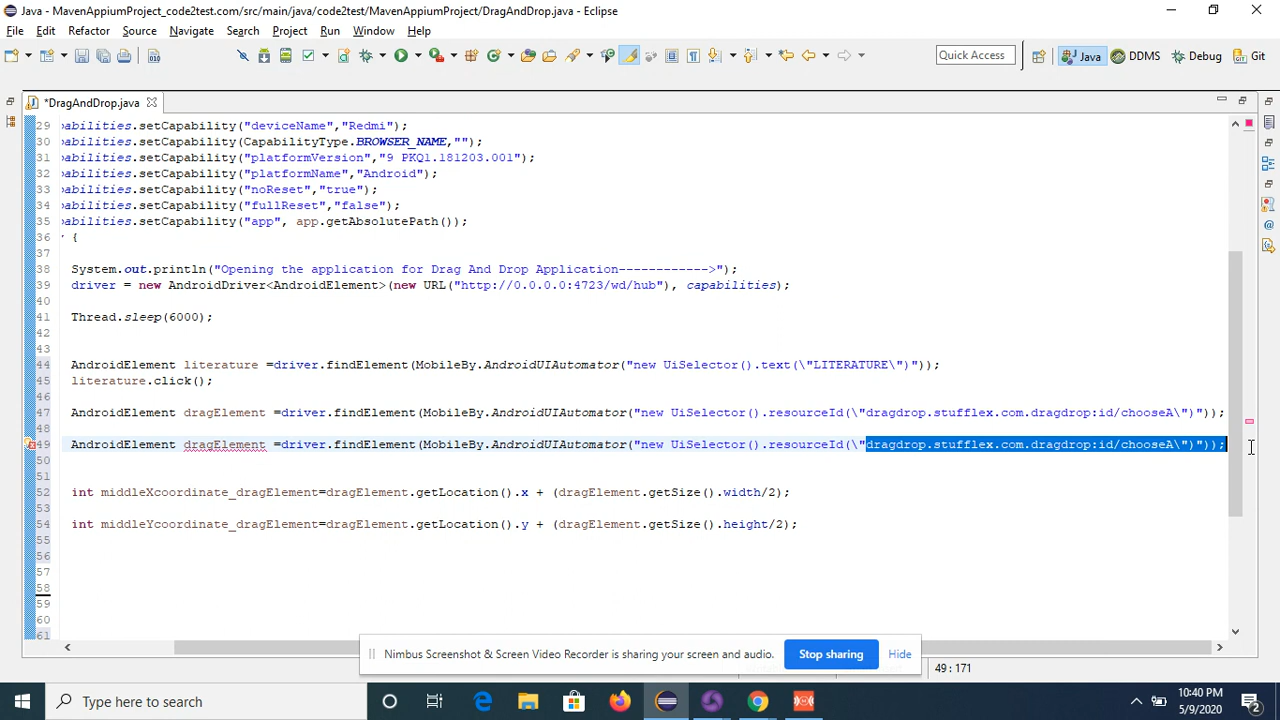 Java - MavenAppiumProject_code2test.com/src/main/java/code2test/MavenAppiumProject/DragAndDrop.java - Eclipse
File Edit Refactor Source Navigate Search Project Run Window Help
Quick Access Java DDMS Debug Git
*DragAndDrop.java
29 pabilities.setCapability("deviceName","Redmi");
30 pabilities.setCapability(CapabilityType.BROWSER_NAME,"");
31 pabilities.setCapability("platformVersion","9 PKQ1.181203.001");
32 pabilities.setCapability("platformName","Android");
33 pabilities.setCapability("noReset","true");
34 pabilities.setCapability("fullReset","false");
35 pabilities.setCapability("app", app.getAbsolutePath());
36 {
37
38 System.out.println("Opening the application for Drag And Drop Application------------>");
39 driver = new AndroidDriver<AndroidElement>(new URL("http://0.0.0.0:4723/wd/hub"), capabilities);
40
41 Thread.sleep(6000);
42
43
44 AndroidElement literature =driver.findElement(MobileBy.AndroidUIAutomator("new UiSelector().text(\"LITERATURE\")"));
45 literature.click();
46
47 AndroidElement dragElement =driver.findElement(MobileBy.AndroidUIAutomator("new UiSelector().resourceId(\"dragdrop.stufflex.com.dragdrop:id/chooseA\")"));
48
49 AndroidElement dragElement =driver.findElement(MobileBy.AndroidUIAutomator("new UiSelector().resourceId(\"dragdrop.stufflex.com.dragdrop:id/chooseA\")"));
50
51
52 int middleXcoordinate_dragElement=dragElement.getLocation().x + (dragElement.getSize().width/2);
53
54 int middleYcoordinate_dragElement=dragElement.getLocation().y + (dragElement.getSize().height/2);
55
56
57
58
59
60
61
Nimbus Screenshot & Screen Video Recorder is sharing your screen and audio. Stop sharing Hide
49 : 171
Type here to search
10:40 PM
5/9/2020
2